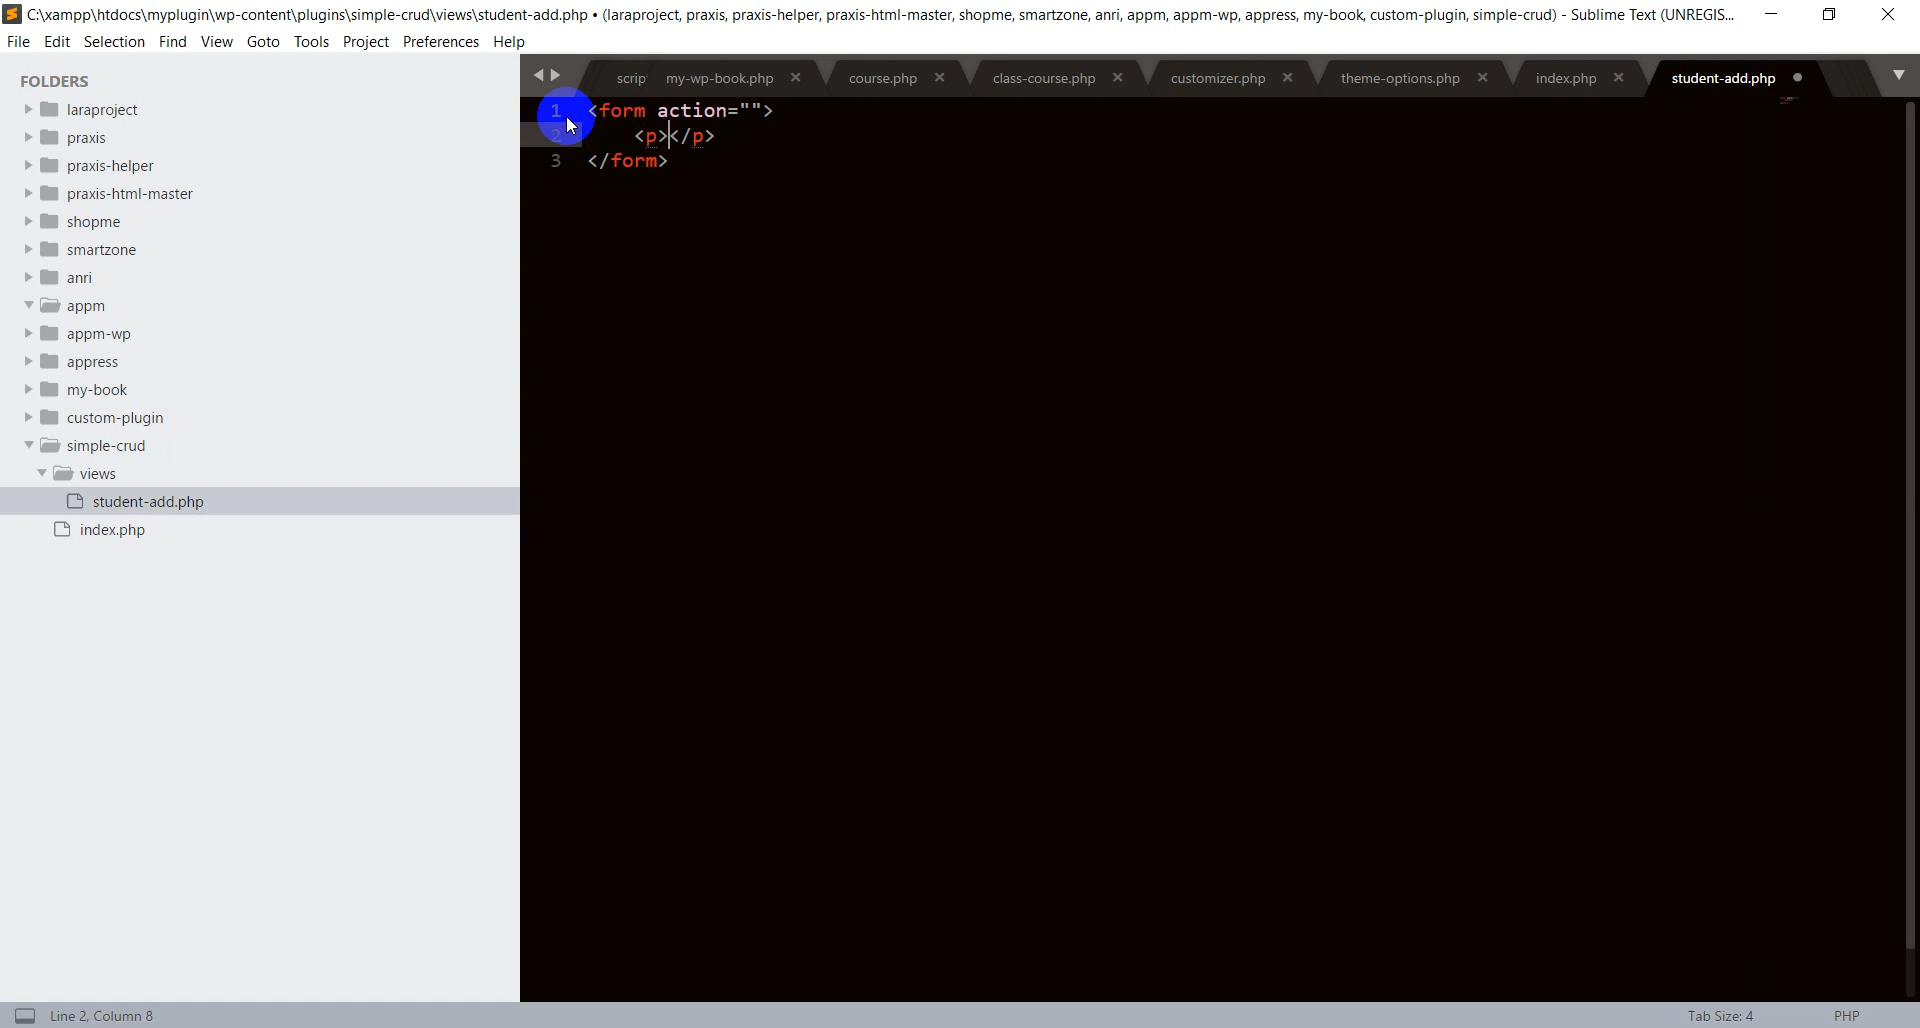 C:\xampp\htdocs\myplugin\wp-content\plugins\simple-crud\views\student-add.php • (laraproject, praxis, praxis-helper, praxis-html-master, shopme, smartzone, anri, appm, appm-wp, appress, my-book, custom-plugin, simple-crud) - Sublime Text (UNREGIS...
File Edit Selection Find View Goto Tools Project Preferences Help
FOLDERS
laraproject
praxis
praxis-helper
praxis-html-master
shopme
smartzone
anri
appm
appm-wp
appress
my-book
custom-plugin
simple-crud
views
student-add.php
index.php
scrip my-wp-book.php course.php class-course.php customizer.php theme-options.php index.php student-add.php
1 <form action="">
2 <p></p>
3 </form>
Line 2, Column 8 Tab Size: 4 PHP